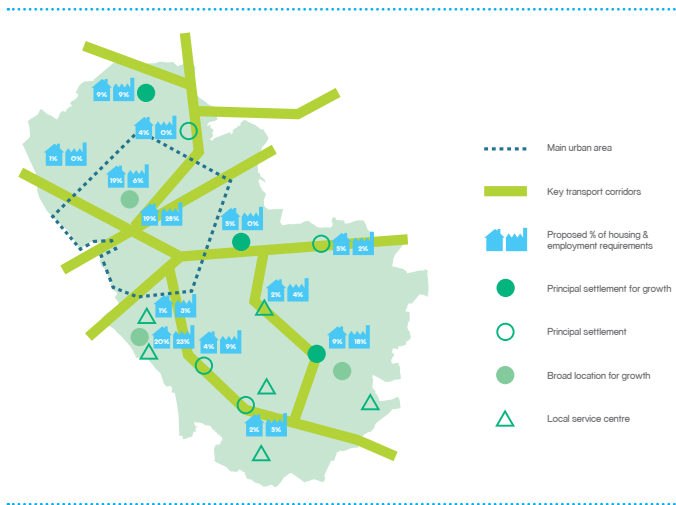 9% 9%
4% 0%
1% 0%
19% 6%
19% 28%
5% 0%
5% 2%
2% 4%
1% 3%
20% 23%
4% 9%
9% 18%
2% 5%
Main urban area
Key transport corridors
Proposed % of housing &
employment requirements
Principal settlement for growth
Principal settlement
Broad location for growth
Local service centre